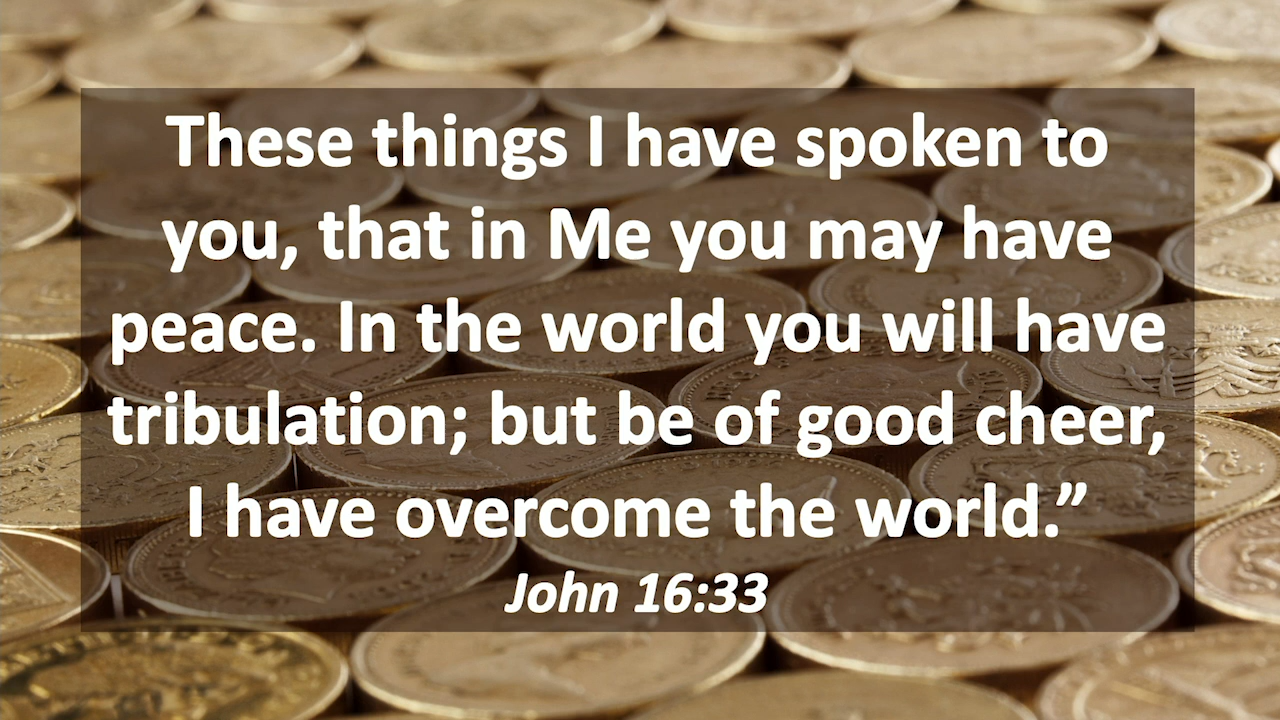 These things I have spoken to
you, that in Me you may have
peace. In the world you will have
tribulation; but be of good cheer,
I have overcome the world.”
John 16:33